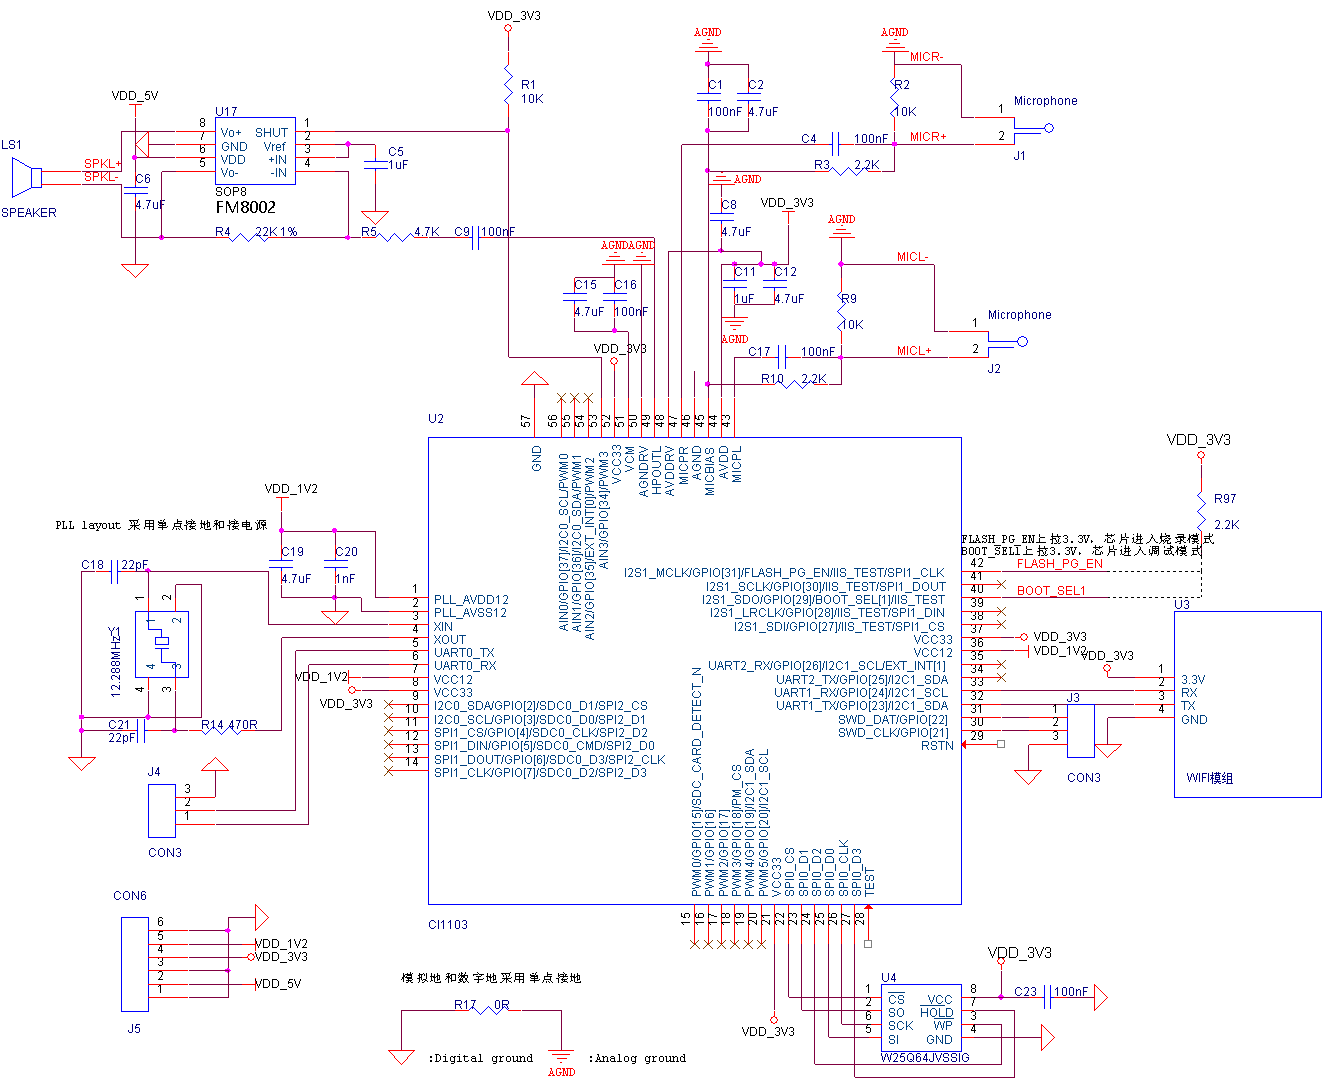 VDD_3V3
R1
10K
VDD_5V
U17
8 Vo+ SHUT 1
7 GND Vref 2
6 VDD +IN 3
5 Vo- -IN 4
SOP8
FM8002
LS1
SPKL+
SPKL-
SPEAKER
C6
4.7uF
C5
1uF
R4 22K 1%
R5 4.7K
C9 100nF
AGND
C1
100nF
C2
4.7uF
AGND
MICR-
R2
10K
Microphone
1
2
J1
C4 100nF
MICR+
R3 2.2K
AGND
C8
4.7uF
VDD_3V3
AGND
MICL-
C11
1uF
C12
4.7uF
AGND
R9
10K
Microphone
1
2
J2
C17 100nF
MICL+
R10 2.2K
AGND AGND
C15
4.7uF
C16
100nF
VDD_3V3
U2
57 GND
56 AIN0/GPIO[37]/I2C0_SCL/PWM0
55 AIN1/GPIO[36]/I2C0_SDA/PWM1
54 AIN2/GPIO[35]/EXT_INT[0]/PWM2
53 AIN3/GPIO[34]/PWM3
52 VCC33
51 VCM
50 AGNDRV
49 HPOUTL
48 AVDDRV
47 MICPR
46 AGND
45 MICBIAS
44 AVDD
43 MICPL
VDD_1V2
PLL layout 采用单点接地和接电源
C19
4.7uF
C20
1nF
C18 22pF
1
2
1
2
Y1
12.288MHz
4
3
4
3
C21
22pF
R14 470R
VDD_1V2
VDD_3V3
1 PLL_AVDD12
2 PLL_AVSS12
3 XIN
4 XOUT
5 UART0_TX
6 UART0_RX
7 VCC12
8 VCC33
9 I2C0_SDA/GPIO[2]/SDC0_D1/SPI2_CS
10 I2C0_SCL/GPIO[3]/SDC0_D0/SPI2_D1
11 SPI1_CS/GPIO[4]/SDC0_CLK/SPI2_D2
12 SPI1_DIN/GPIO[5]/SDC0_CMD/SPI2_D0
13 SPI1_DOUT/GPIO[6]/SDC0_D3/SPI2_CLK
14 SPI1_CLK/GPIO[7]/SDC0_D2/SPI2_D3
VDD_3V3
R97
2.2K
FLASH_PG_EN上拉3.3V, 芯片进入烧录模式
BOOT_SEL1上拉3.3V, 芯片进入调试模式
FLASH_PG_EN
BOOT_SEL1
I2S1_MCLK/GPIO[31]/FLASH_PG_EN/IIS_TEST/SPI1_CLK 42
I2S1_SCLK/GPIO[30]/IIS_TEST/SPI1_DOUT 41
I2S1_SDO/GPIO[29]/BOOT_SEL[1]/IIS_TEST 40
I2S1_LRCLK/GPIO[28]/IIS_TEST/SPI1_DIN 39
I2S1_SDI/GPIO[27]/IIS_TEST/SPI1_CS 38
VCC33 37
VCC12 36
UART2_RX/GPIO[26]/I2C1_SCL/EXT_INT[1] 35
UART2_TX/GPIO[25]/I2C1_SDA 34
UART1_RX/GPIO[24]/I2C1_SCL 33
UART1_TX/GPIO[23]/I2C1_SDA 32
SWD_DAT/GPIO[22] 31
SWD_CLK/GPIO[21] 30
RSTN 29
VDD_3V3
VDD_1V2
VDD_3V3
U3
1 3.3V
2 RX
3 TX
4 GND
WIFI模组
J3
1
2
3
CON3
J4
3
2
1
CON3
15 PWM0/GPIO[15]/SDC_CARD_DETECT_N
16 PWM1/GPIO[16]
17 PWM2/GPIO[17]
18 PWM3/GPIO[18]/PM_CS
19 PWM4/GPIO[19]/I2C1_SDA
20 PWM5/GPIO[20]/I2C1_SCL
21 VCC33
22 SPI0_CS
23 SPI0_D1
24 SPI0_D2
25 SPI0_D0
26 SPI0_CLK
27 SPI0_D3
28 TEST
CI1103
CON6
6
5
4
3
2
1
VDD_1V2
VDD_3V3
VDD_5V
J5
模拟地和数字地采用单点接地
R17 0R
:Digital ground
:Analog ground
AGND
VDD_3V3
U4
1 CS VCC 8
2 SO HOLD 7
6 SCK WP 3
5 SI GND 4
W25Q64JVSSIG
VDD_3V3
C23 100nF